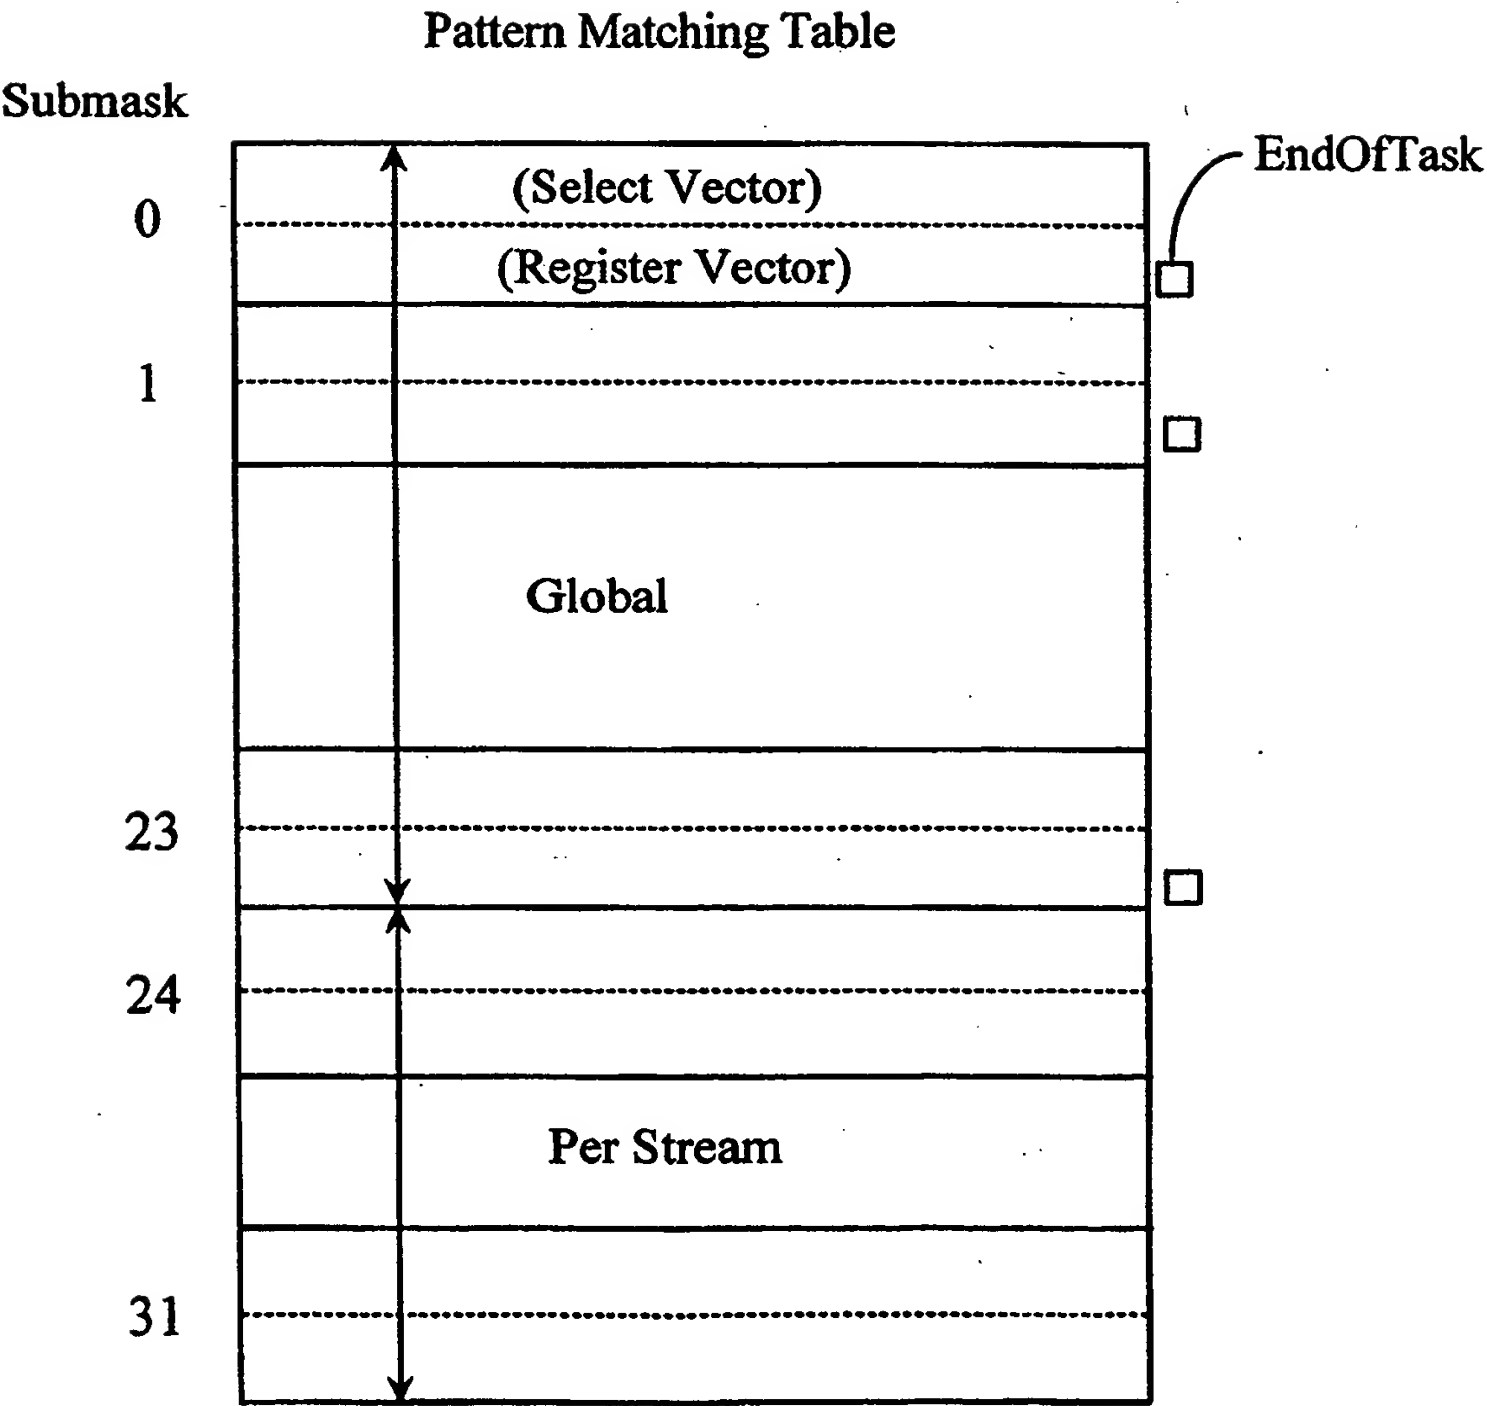 Pattern Matching Table
Submask
EndOfTask
(Select Vector)
0
(Register Vector)
1
Global
23
24
Per Stream
31